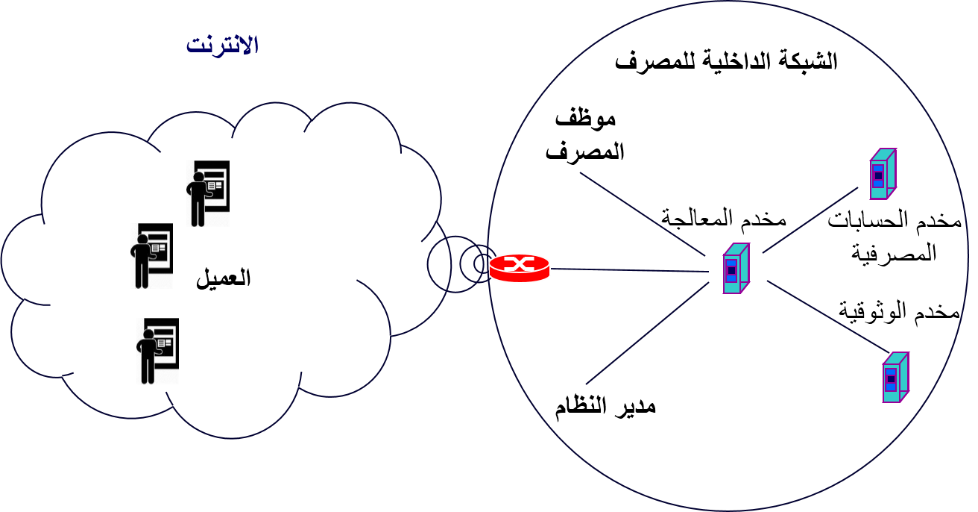 الانترنت
الشبكة الداخلية للمصرف
موظف
المصرف
مخدم المعالجة
مخدم الحسابات
المصرفية
العميل
مخدم الوثوقية
مدير النظام